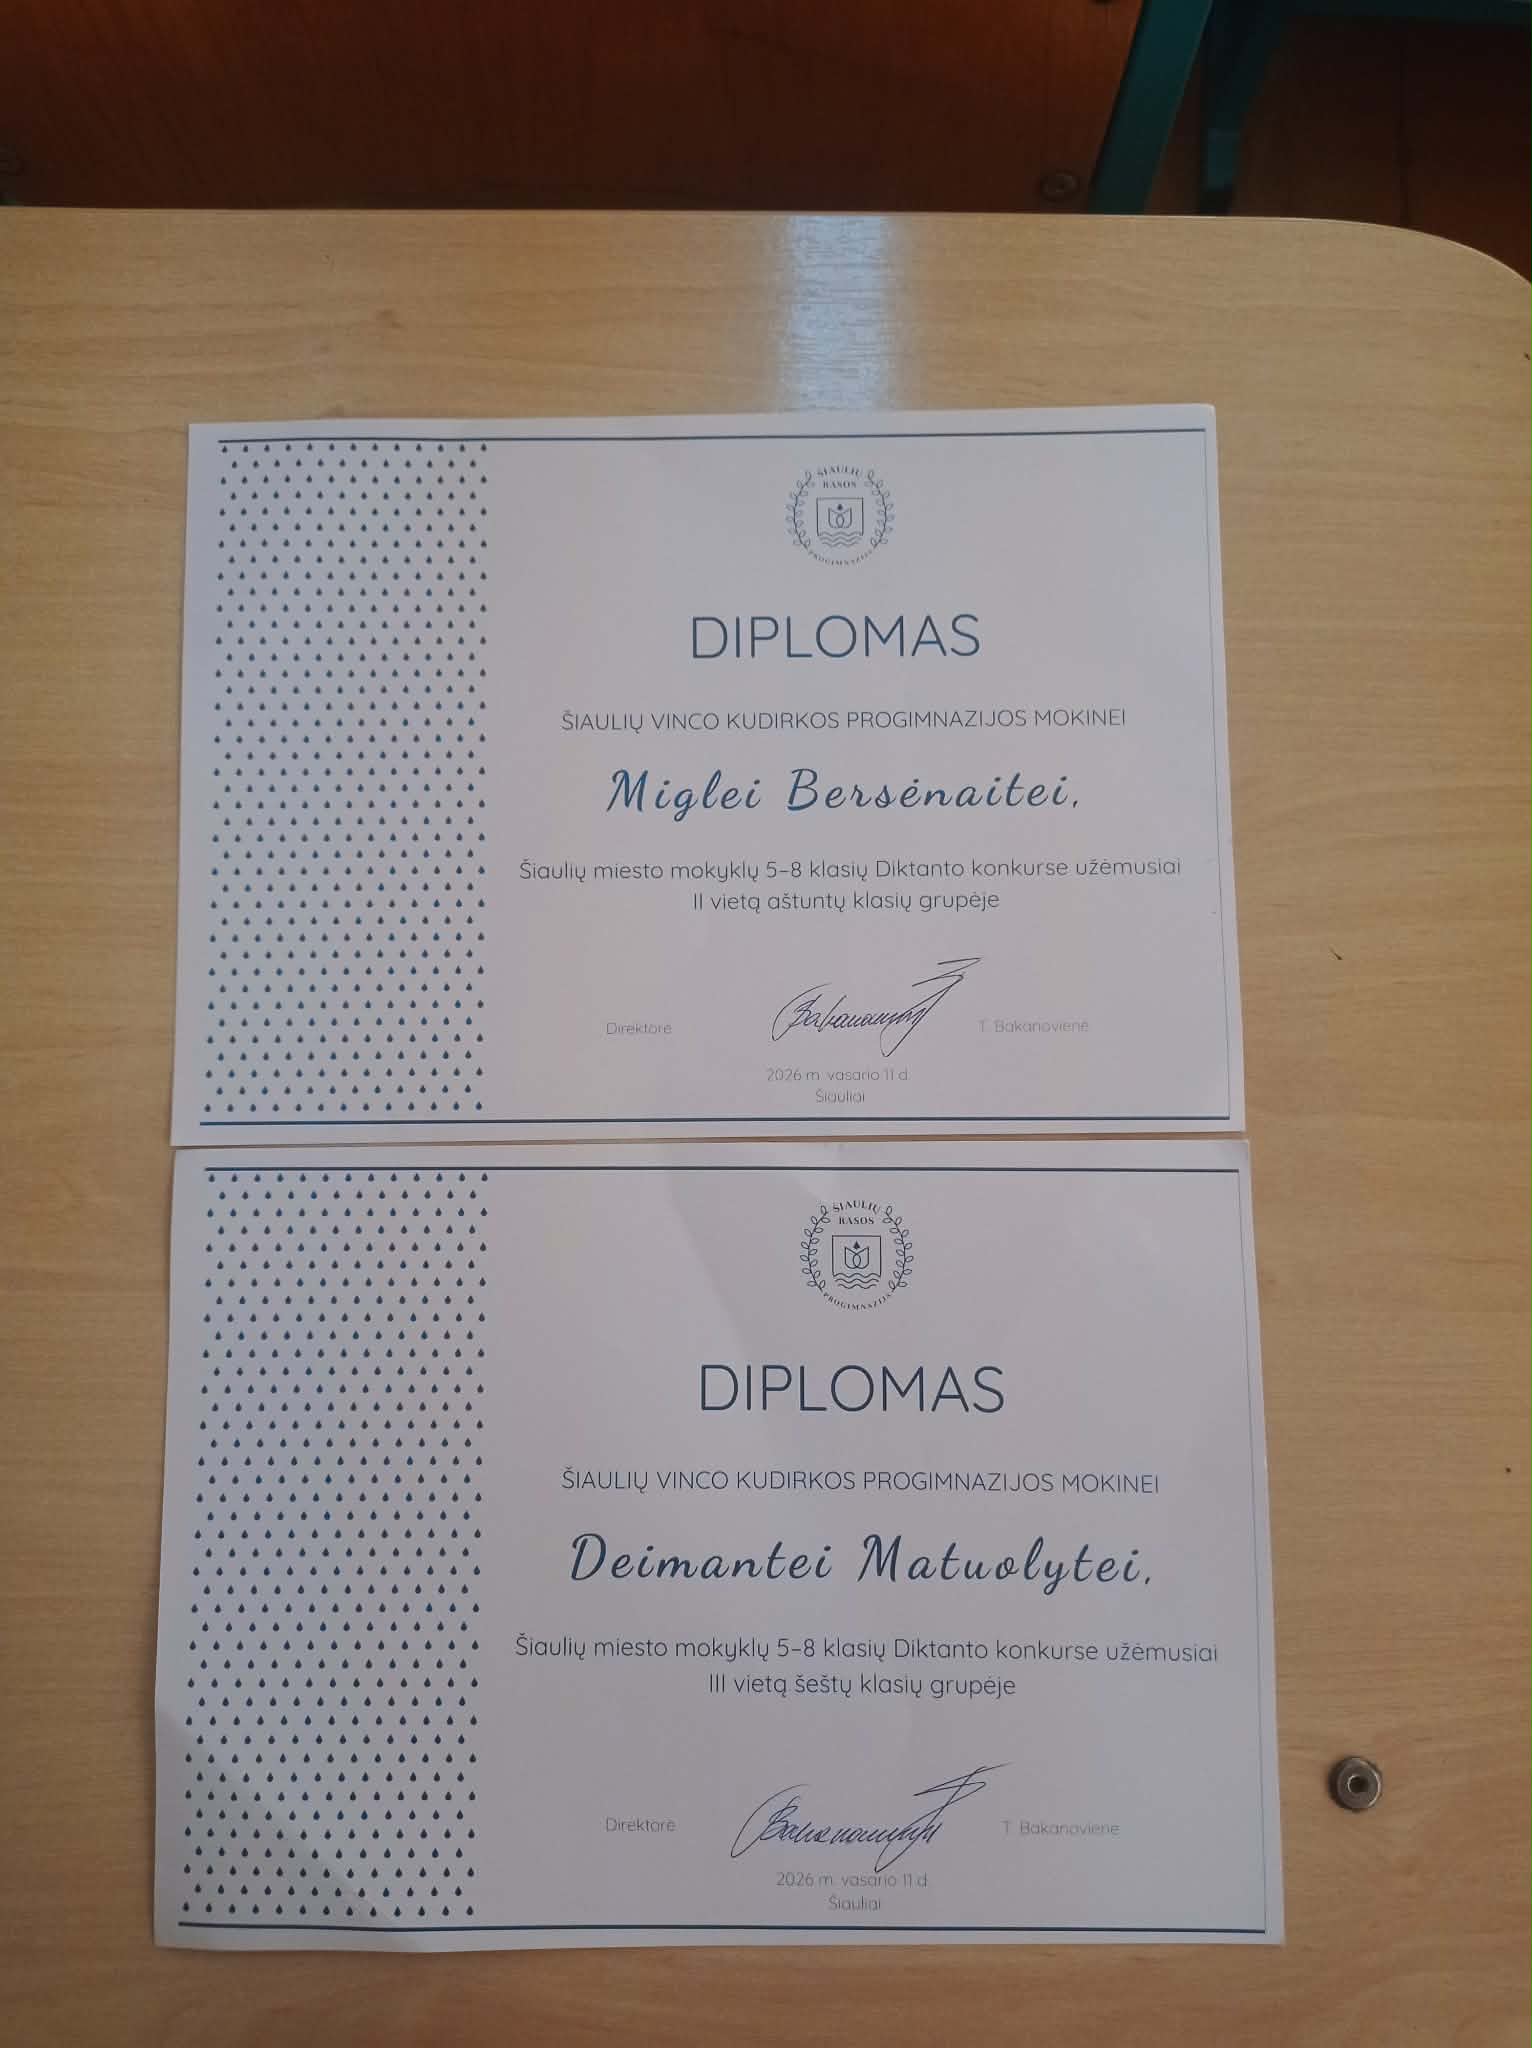 ŠIAULIŲ
RASOS
PROGIMNAZIJA
DIPLOMAS
ŠIAULIŲ VINCO KUDIRKOS PROGIMNAZIJOS MOKINEI
Miglei Bersėnaitei,
Šiaulių miesto mokyklų 5-8 klasių Diktanto konkurse užėmusiai
II vietą aštuntų klasių grupėje
Direktorė T. Bakanovienė
2026 m. vasario 11 d.
Šiauliai
ŠIAULIŲ
RASOS
PROGIMNAZIJA
DIPLOMAS
ŠIAULIŲ VINCO KUDIRKOS PROGIMNAZIJOS MOKINEI
Deimantei Matuolytei,
Šiaulių miesto mokyklų 5-8 klasių Diktanto konkurse užėmusiai
III vietą šeštų klasių grupėje
Direktorė T. Bakanovienė
2026 m. vasario 11 d.
Šiauliai